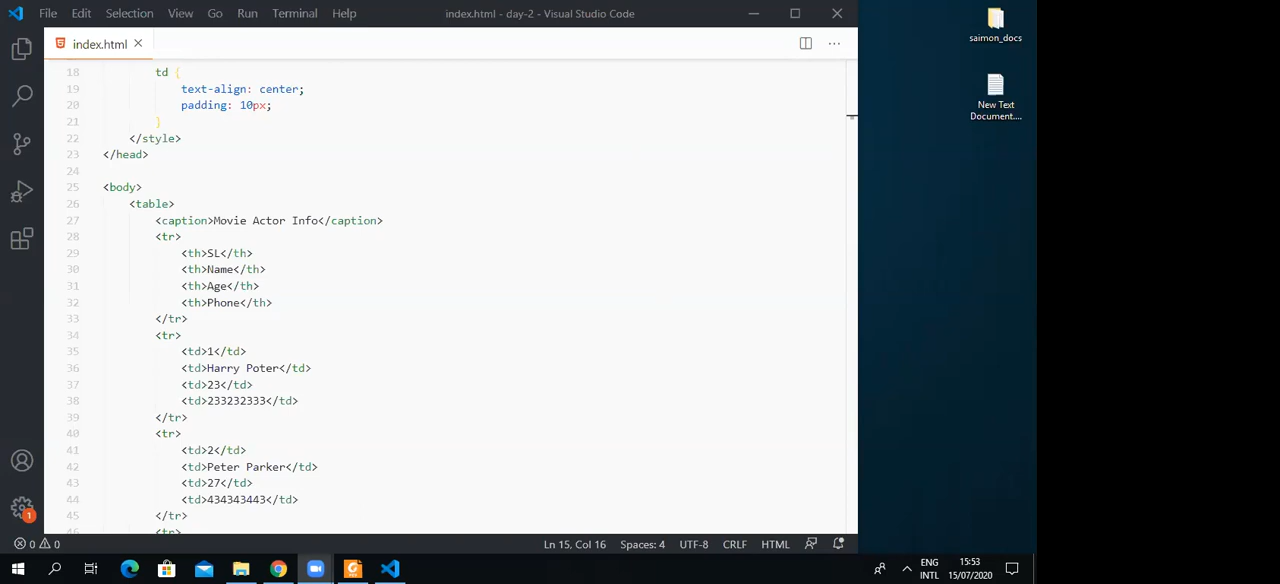 File Edit Selection View Go Run Terminal Help index.html - day-2 - Visual Studio Code
index.html
18 td {
19 text-align: center;
20 padding: 10px;
21 }
22 </style>
23 </head>
24
25 <body>
26 <table>
27 <caption>Movie Actor Info</caption>
28 <tr>
29 <th>SL</th>
30 <th>Name</th>
31 <th>Age</th>
32 <th>Phone</th>
33 </tr>
34 <tr>
35 <td>1</td>
36 <td>Harry Poter</td>
37 <td>23</td>
38 <td>233232333</td>
39 </tr>
40 <tr>
41 <td>2</td>
42 <td>Peter Parker</td>
43 <td>27</td>
44 <td>434343443</td>
45 </tr>
46 <tr>
1
0 0 Ln 15, Col 16 Spaces: 4 UTF-8 CRLF HTML
saimon_docs
New Text
Document....
ENG
INTL
15:53
15/07/2020